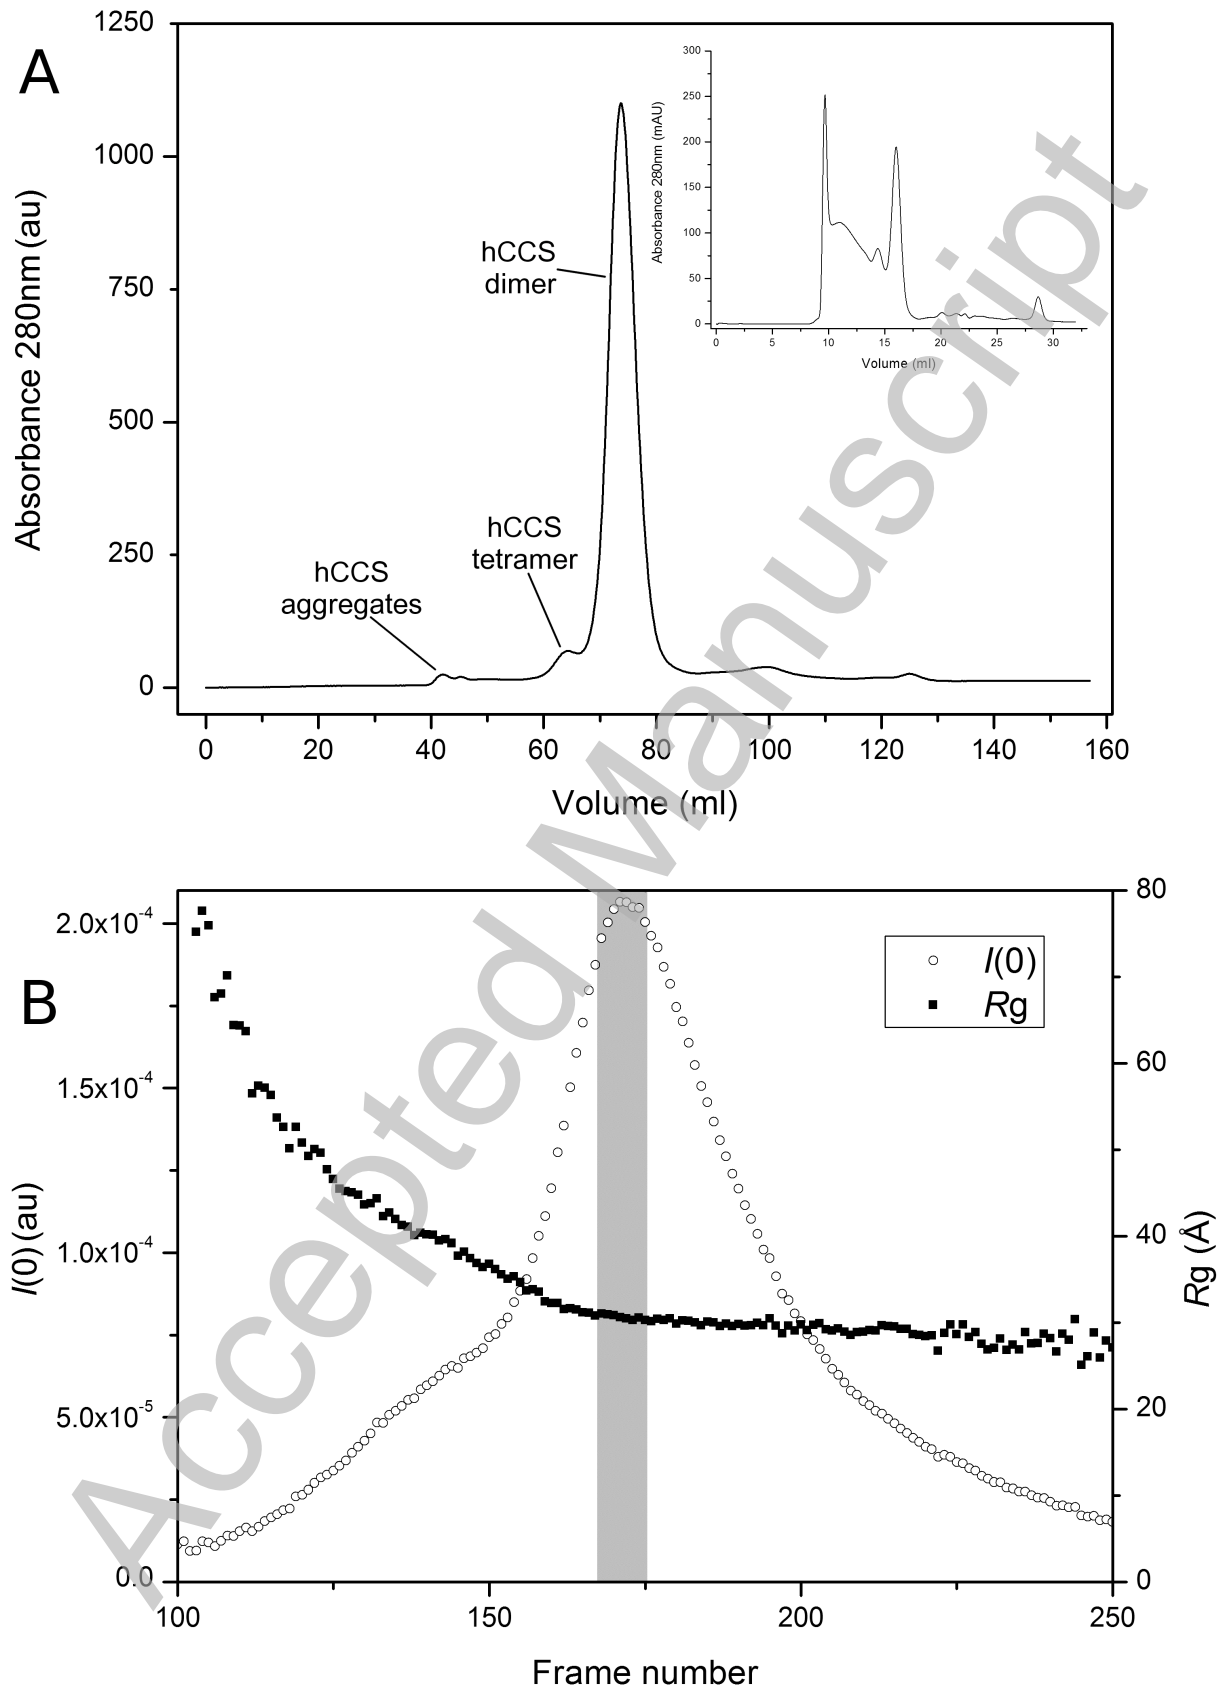 A
1250
1000
750
500
250
0
Absorbance 280nm (au)
hCCS
dimer
hCCS
tetramer
hCCS
aggregates
0 20 40 60 80 100 120 140 160
Volume (ml)
300
250
200
150
100
50
0
Absorbance 280nm (mAU)
0 5 10 15 20 25 30
Volume (ml)
Accepted Manuscript
B
2.0x10⁻⁴
1.5x10⁻⁴
1.0x10⁻⁴
5.0x10⁻⁵
0.0
I(0) (au)
I(0)
Rg
80
60
40
20
0
Rg (Å)
100 150 200 250
Frame number